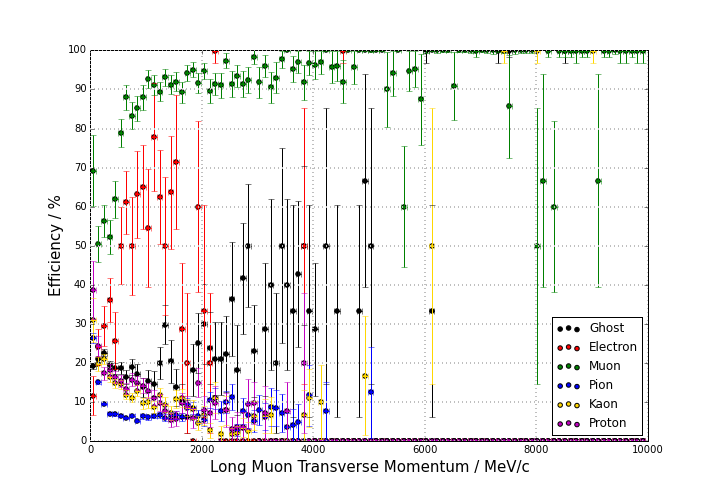 100
90
80
70
60
50
40
30
20
10
0
Efficiency / %
Ghost
Electron
Muon
Pion
Kaon
Proton
0 2000 4000 6000 8000 10000
Long Muon Transverse Momentum / MeV/c